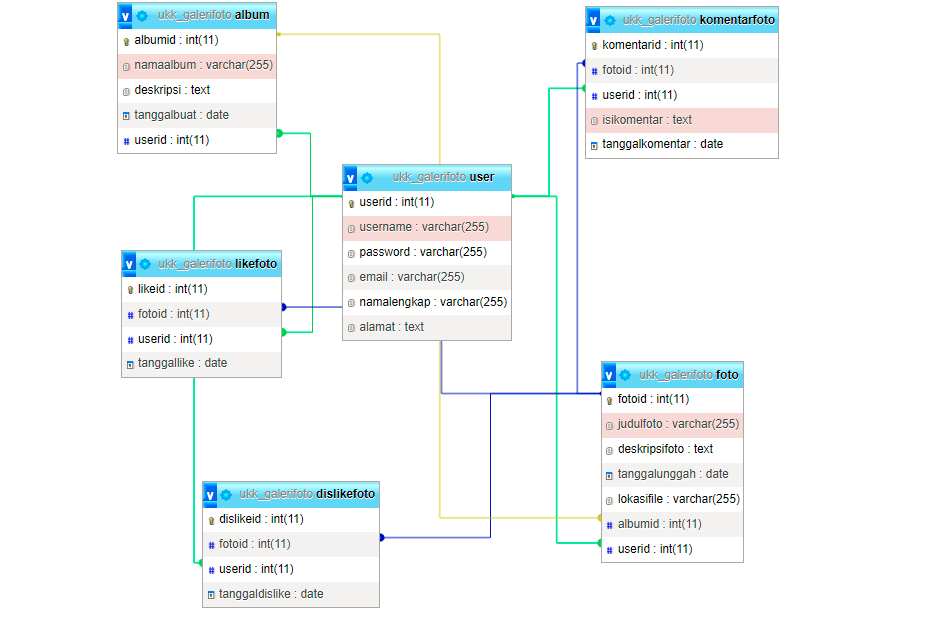 v ukk_galerifoto album
albumid : int(11)
namaalbum : varchar(255)
deskripsi : text
tanggalbuat : date
# userid : int(11)
v ukk_galerifoto komentarfoto
komentarid : int(11)
# fotoid : int(11)
# userid : int(11)
isikomentar : text
tanggalkomentar : date
v ukk_galerifoto user
userid : int(11)
username : varchar(255)
password : varchar(255)
email : varchar(255)
namalengkap : varchar(255)
alamat : text
v ukk_galerifoto likefoto
likeid : int(11)
# fotoid : int(11)
# userid : int(11)
tanggallike : date
v ukk_galerifoto foto
fotoid : int(11)
judulfoto : varchar(255)
deskripsifoto : text
tanggalunggah : date
lokasifile : varchar(255)
# albumid : int(11)
# userid : int(11)
v ukk_galerifoto dislikefoto
dislikeid : int(11)
# fotoid : int(11)
# userid : int(11)
tanggaldislike : date